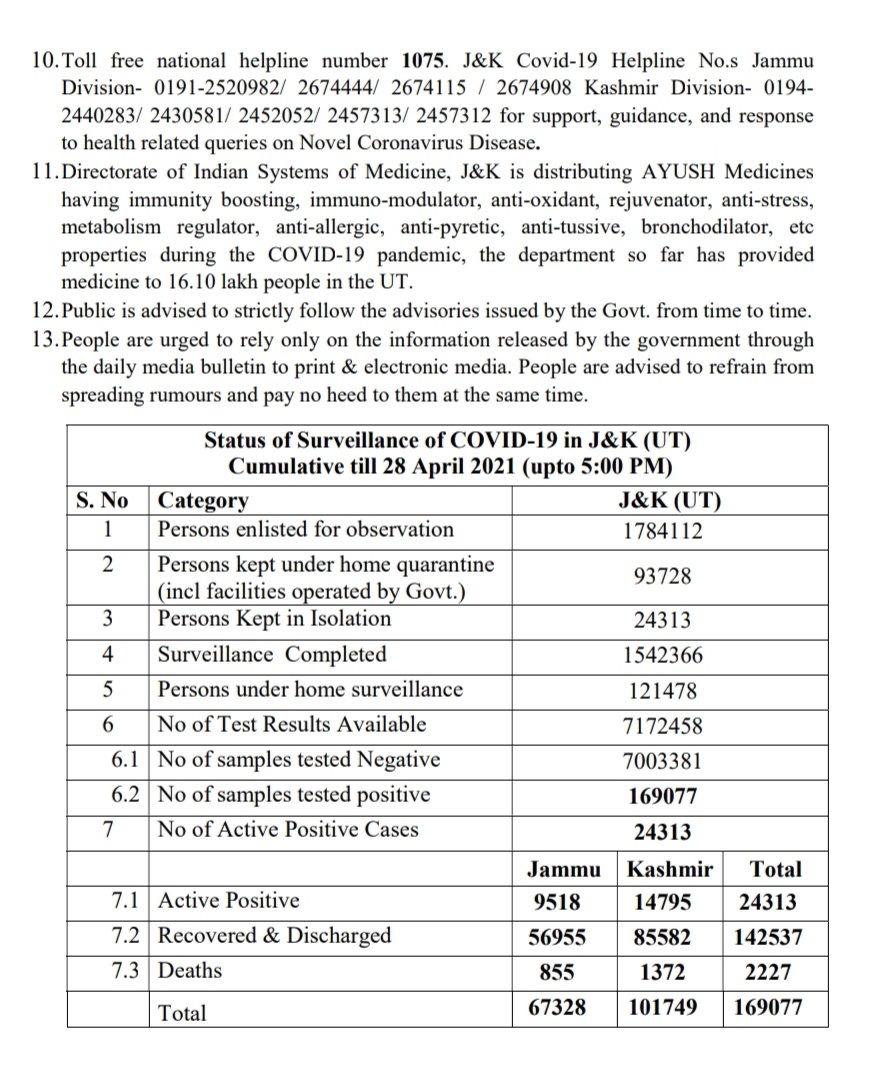 10. Toll free national helpline number 1075. J&K Covid-19 Helpline No.s Jammu
Division- 0191-2520982/ 2674444/ 2674115 / 2674908 Kashmir Division- 0194-
2440283/ 2430581/ 2452052/ 2457313/ 2457312 for support, guidance, and response
to health related queries on Novel Coronavirus Disease.
11. Directorate of Indian Systems of Medicine, J&K is distributing AYUSH Medicines
having immunity boosting, immuno-modulator, anti-oxidant, rejuvenator, anti-stress,
metabolism regulator, anti-allergic, anti-pyretic, anti-tussive, bronchodilator, etc
properties during the COVID-19 pandemic, the department so far has provided
medicine to 16.10 lakh people in the UT.
12. Public is advised to strictly follow the advisories issued by the Govt. from time to time.
13. People are urged to rely only on the information released by the government through
the daily media bulletin to print & electronic media. People are advised to refrain from
spreading rumours and pay no heed to them at the same time.
Status of Surveillance of COVID-19 in J&K (UT)
Cumulative till 28 April 2021 (upto 5:00 PM)
S. No Category J&K (UT)
1 Persons enlisted for observation 1784112
2 Persons kept under home quarantine
(incl facilities operated by Govt.) 93728
3 Persons Kept in Isolation 24313
4 Surveillance Completed 1542366
5 Persons under home surveillance 121478
6 No of Test Results Available 7172458
6.1 No of samples tested Negative 7003381
6.2 No of samples tested positive 169077
7 No of Active Positive Cases 24313
Jammu Kashmir Total
7.1 Active Positive 9518 14795 24313
7.2 Recovered & Discharged 56955 85582 142537
7.3 Deaths 855 1372 2227
Total 67328 101749 169077